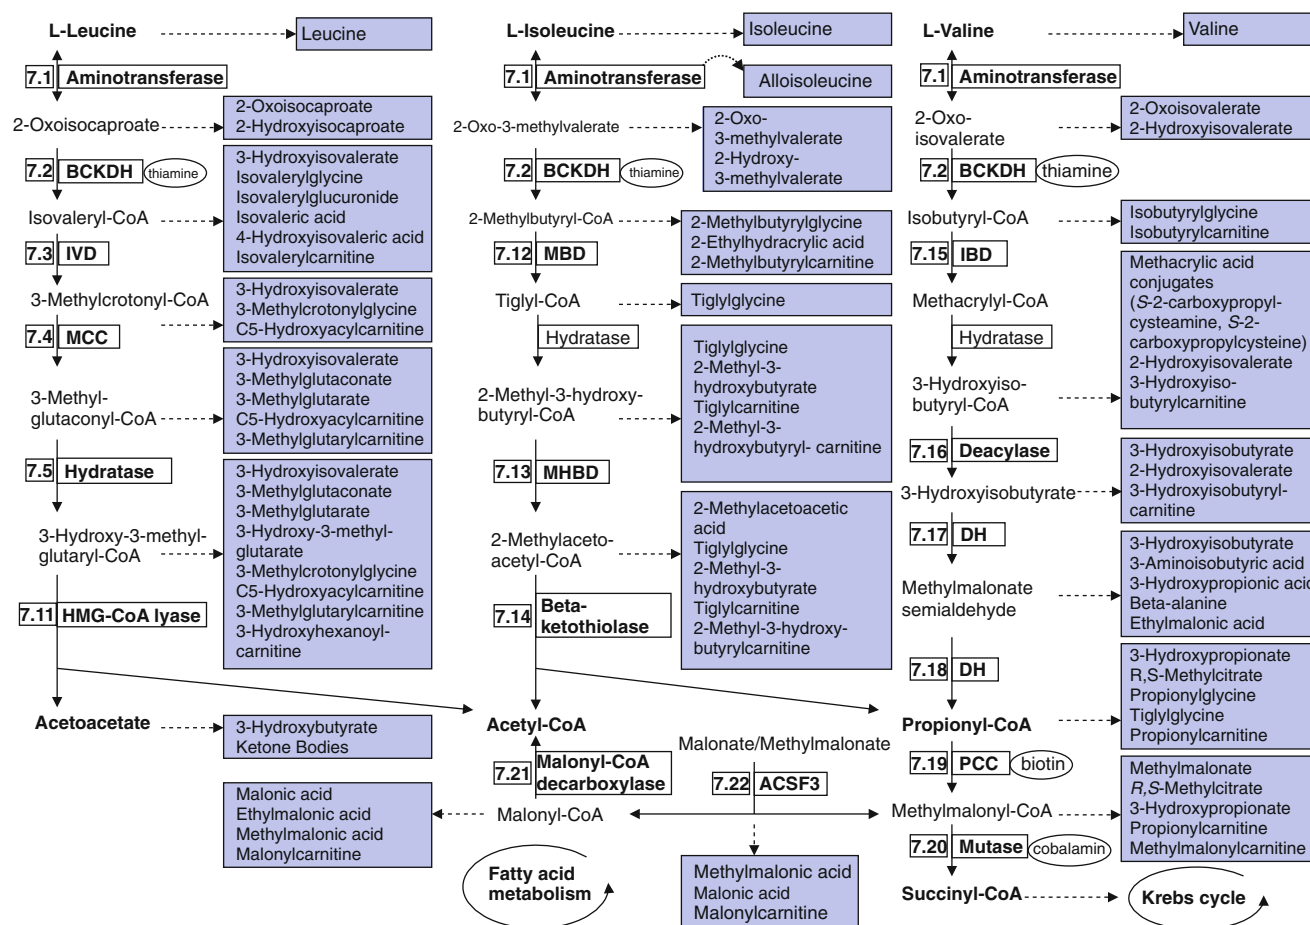 L-Leucine
Leucine
7.1 Aminotransferase
2-Oxoisocaproate
2-Oxoisocaproate
2-Hydroxyisocaproate
7.2 BCKDH thiamine
3-Hydroxyisovalerate
Isovalerylglycine
Isovalerylglucuronide
Isovaleric acid
4-Hydroxyisovaleric acid
Isovalerylcarnitine
Isovaleryl-CoA
7.3 IVD
3-Methylcrotonyl-CoA
3-Hydroxyisovalerate
3-Methylcrotonylglycine
C5-Hydroxyacylcarnitine
7.4 MCC
3-Methyl-
glutaconyl-CoA
3-Hydroxyisovalerate
3-Methylglutaconate
3-Methylglutarate
C5-Hydroxyacylcarnitine
3-Methylglutarylcarnitine
7.5 Hydratase
3-Hydroxy-3-methyl-
glutaryl-CoA
3-Hydroxyisovalerate
3-Methylglutaconate
3-Methylglutarate
3-Hydroxy-3-methyl-
glutarate
3-Methylcrotonylglycine
C5-Hydroxyacylcarnitine
3-Methylglutarylcarnitine
3-Hydroxyhexanoyl-
carnitine
7.11 HMG-CoA lyase
Acetoacetate
3-Hydroxybutyrate
Ketone Bodies
L-Isoleucine
Isoleucine
7.1 Aminotransferase
Alloisoleucine
2-Oxo-3-methylvalerate
2-Oxo-
3-methylvalerate
2-Hydroxy-
3-methylvalerate
7.2 BCKDH thiamine
2-Methylbutyryl-CoA
2-Methylbutyrylglycine
2-Ethylhydracrylic acid
2-Methylbutyrylcarnitine
7.12 MBD
Tiglyl-CoA
Tiglylglycine
Hydratase
2-Methyl-3-hydroxy-
butyryl-CoA
Tiglylglycine
2-Methyl-3-
hydroxybutyrate
Tiglylcarnitine
2-Methyl-3-
hydroxybutyryl- carnitine
7.13 MHBD
2-Methylaceto-
acetyl-CoA
2-Methylacetoacetic
acid
Tiglylglycine
2-Methyl-3-
hydroxybutyrate
Tiglylcarnitine
2-Methyl-3-hydroxy-
butyrylcarnitine
7.14 Beta-
ketothiolase
Acetyl-CoA
7.21 Malonyl-CoA
decarboxylase
Malonyl-CoA
Malonic acid
Ethylmalonic acid
Methylmalonic acid
Malonylcarnitine
Fatty acid
metabolism
Malonate/Methylmalonate
7.22 ACSF3
Methylmalonic acid
Malonic acid
Malonylcarnitine
L-Valine
Valine
7.1 Aminotransferase
2-Oxo-
isovalerate
2-Oxoisovalerate
2-Hydroxyisovalerate
7.2 BCKDH thiamine
Isobutyryl-CoA
Isobutyrylglycine
Isobutyrylcarnitine
7.15 IBD
Methacrylyl-CoA
Methacrylic acid
conjugates
(S-2-carboxypropyl-
cysteamine, S-2-
carboxypropylcysteine)
2-Hydroxyisovalerate
3-Hydroxyiso-
butyrylcarnitine
Hydratase
3-Hydroxyiso-
butyryl-CoA
7.16 Deacylase
3-Hydroxyisobutyrate
3-Hydroxyisobutyrate
2-Hydroxyisovalerate
3-Hydroxyisobutyryl-
carnitine
7.17 DH
Methylmalonate
semialdehyde
3-Hydroxyisobutyrate
3-Aminoisobutyric acid
3-Hydroxypropionic acid
Beta-alanine
Ethylmalonic acid
7.18 DH
Propionyl-CoA
3-Hydroxypropionate
R,S-Methylcitrate
Propionylglycine
Tiglylglycine
Propionylcarnitine
7.19 PCC biotin
Methylmalonyl-CoA
Methylmalonate
R,S-Methylcitrate
3-Hydroxypropionate
Propionylcarnitine
Methylmalonylcarnitine
7.20 Mutase cobalamin
Succinyl-CoA
Krebs cycle